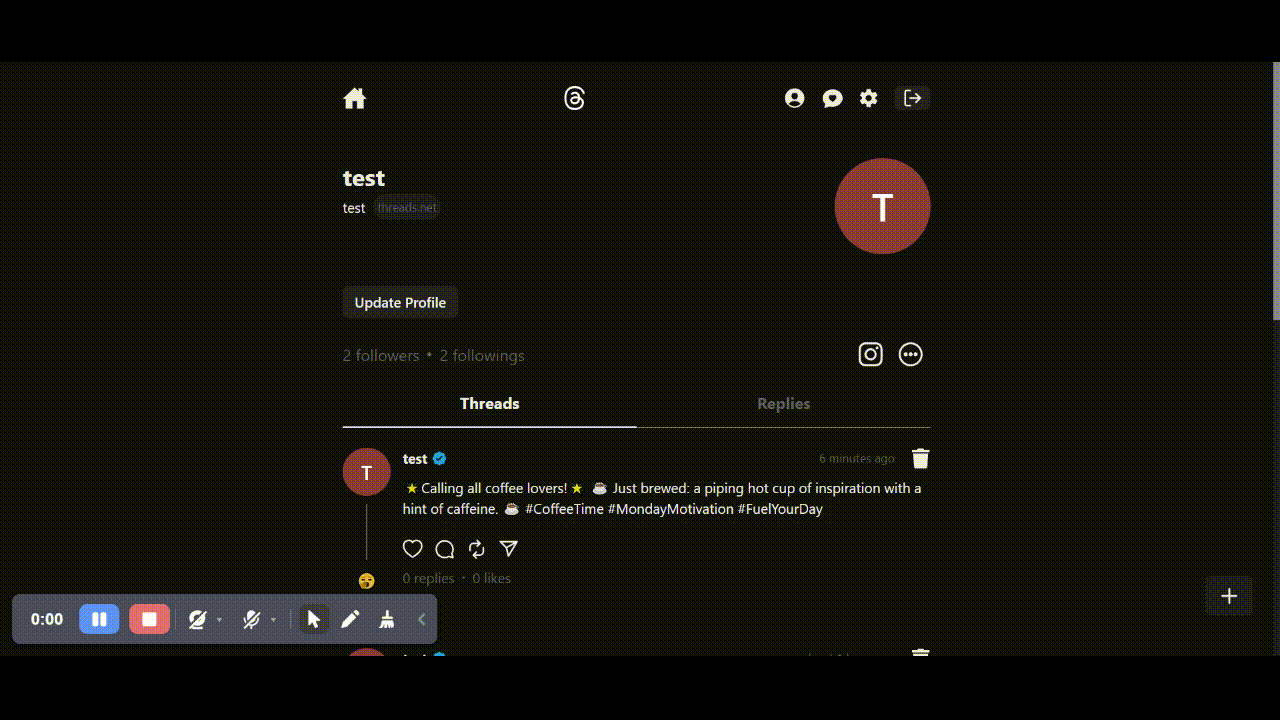 test
test threads.net
T
Update Profile
2 followers • 2 followings
Threads Replies
T
test 6 minutes ago
⭐Calling all coffee lovers!⭐ ☕ Just brewed: a piping hot cup of inspiration with a
hint of caffeine. ☕ #CoffeeTime #MondayMotivation #FuelYourDay
0 replies • 0 likes
0:00